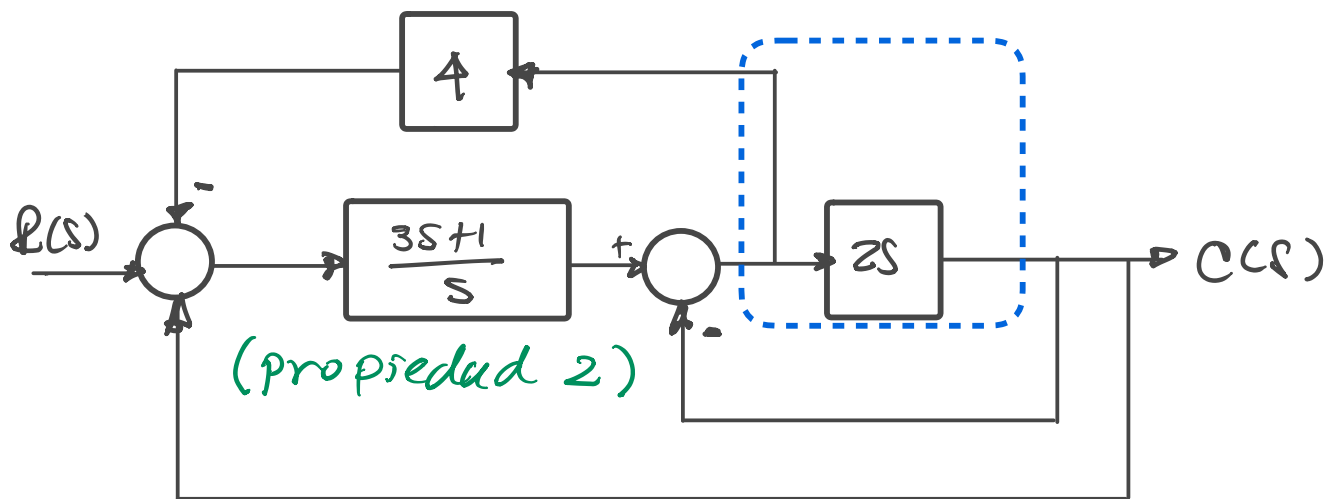 4
-
R(S)
3S+1
S
+
2S
C(S)
-
(propiedad 2)